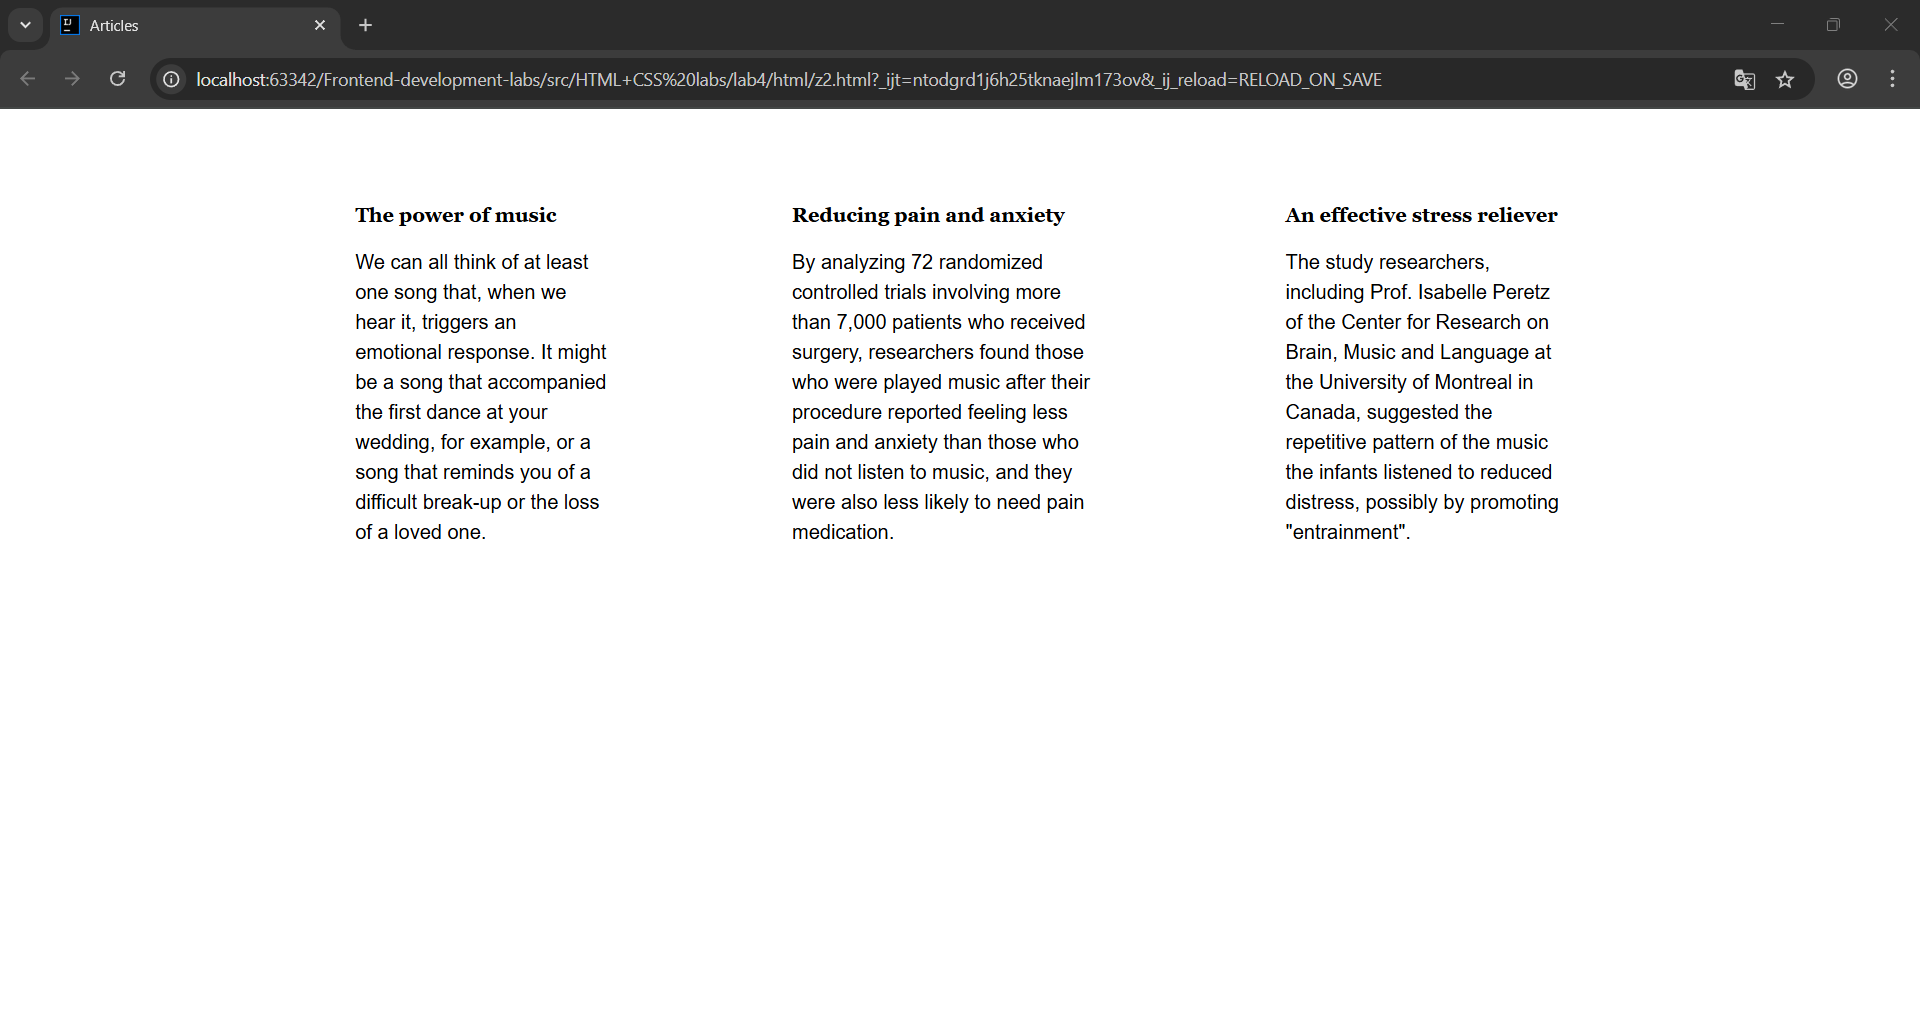 Articles
localhost:63342/Frontend-development-labs/src/HTML+CSS%20labs/lab4/html/z2.html?_ijt=ntodgrd1j6h25tknaejlm173ov&_ij_reload=RELOAD_ON_SAVE
The power of music
We can all think of at least
one song that, when we
hear it, triggers an
emotional response. It might
be a song that accompanied
the first dance at your
wedding, for example, or a
song that reminds you of a
difficult break-up or the loss
of a loved one.
Reducing pain and anxiety
By analyzing 72 randomized
controlled trials involving more
than 7,000 patients who received
surgery, researchers found those
who were played music after their
procedure reported feeling less
pain and anxiety than those who
did not listen to music, and they
were also less likely to need pain
medication.
An effective stress reliever
The study researchers,
including Prof. Isabelle Peretz
of the Center for Research on
Brain, Music and Language at
the University of Montreal in
Canada, suggested the
repetitive pattern of the music
the infants listened to reduced
distress, possibly by promoting
"entrainment".